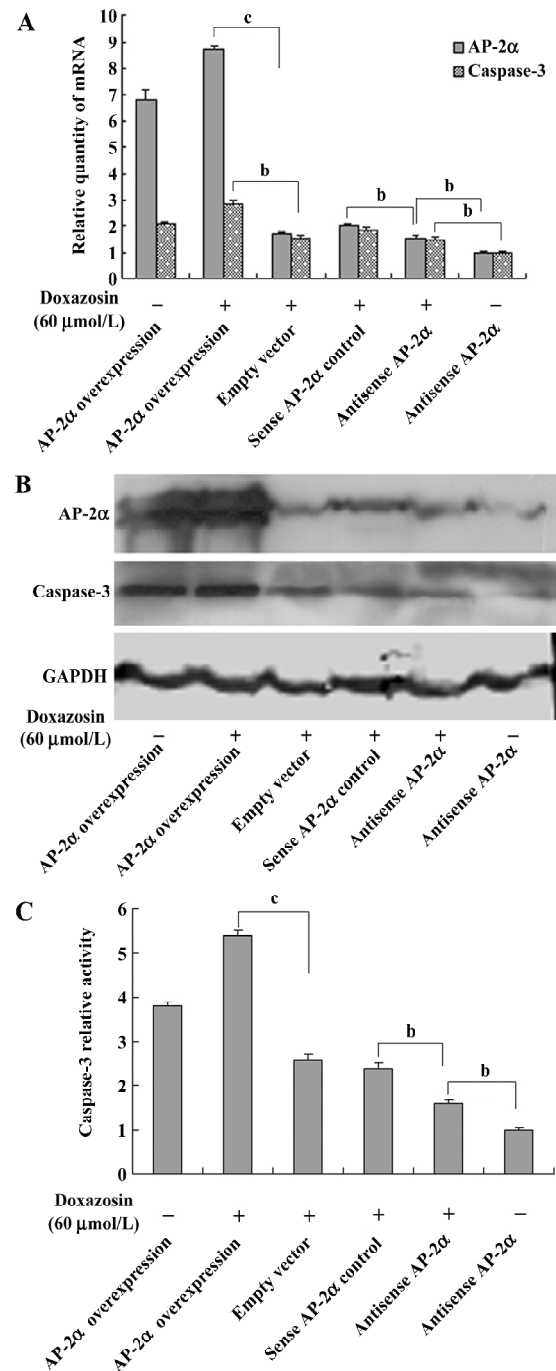 A
c
AP-2α
Caspase-3
b
b
b
b
Relative quantity of mRNA
10
9
8
7
6
5
4
3
2
1
0
Doxazosin
(60 μmol/L)
– + + + + –
AP-2α overexpression
AP-2α overexpression
Empty vector
Sense AP-2α control
Antisense AP-2α
Antisense AP-2α
B
AP-2α
Caspase-3
GAPDH
Doxazosin
(60 μmol/L)
– + + + + –
AP-2α overexpression
AP-2α overexpression
Empty vector
Sense AP-2α control
Antisense AP-2α
Antisense AP-2α
C
c
b
b
Caspase-3 relative activity
6
5
4
3
2
1
0
Doxazosin
(60 μmol/L)
– + + + + –
AP-2α overexpression
AP-2α overexpression
Empty vector
Sense AP-2α control
Antisense AP-2α
Antisense AP-2α